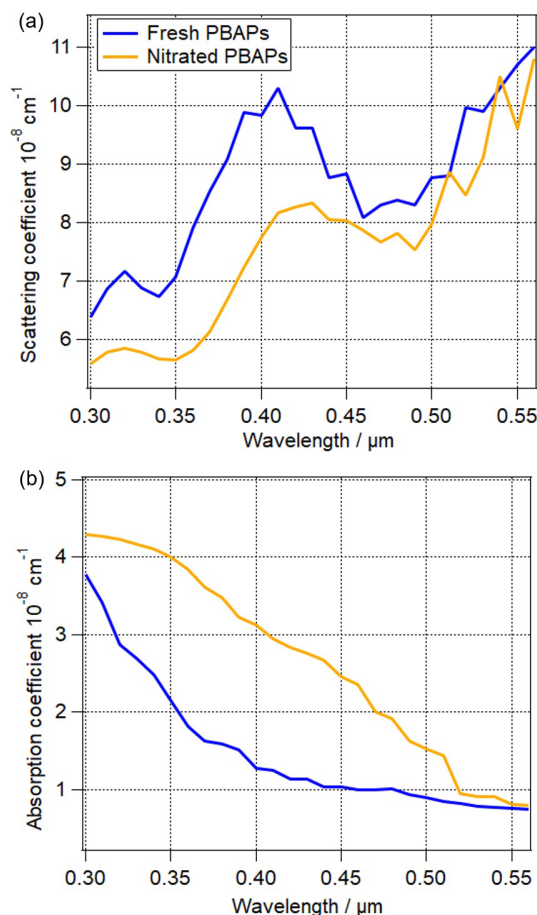 (a)
Fresh PBAPs
Nitrated PBAPs
Scattering coefficient 10⁻⁸ cm⁻¹
11
10
9
8
7
6
0.30 0.35 0.40 0.45 0.50 0.55
Wavelength / µm
(b)
Absorption coefficient 10⁻⁸ cm⁻¹
5
4
3
2
1
0.30 0.35 0.40 0.45 0.50 0.55
Wavelength / µm